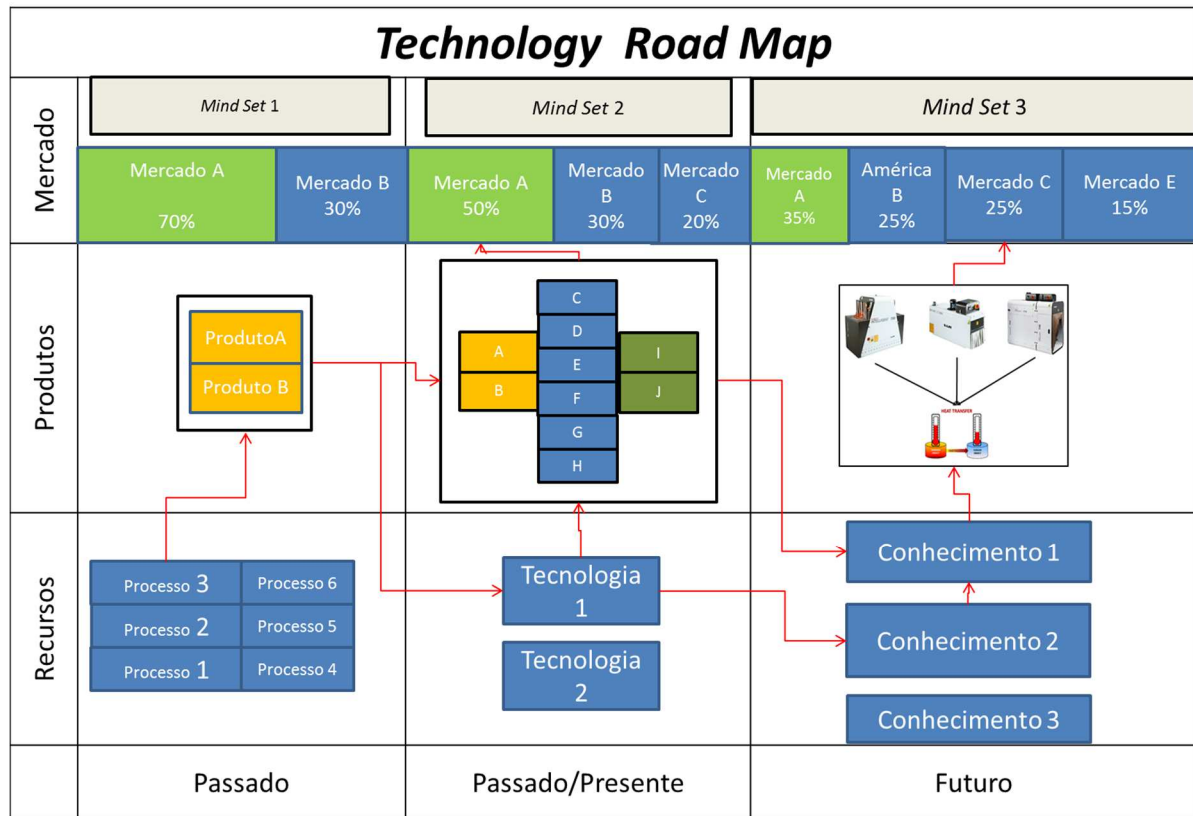 Technology Road Map
Mercado
Mind Set 1
Mind Set 2
Mind Set 3
Mercado A
70%
Mercado B
30%
Mercado A
50%
Mercado
B
30%
Mercado
C
20%
Mercado
A
35%
América
B
25%
Mercado C
25%
Mercado E
15%
Produtos
ProdutoA
Produto B
A
B
C
D
E
F
G
H
I
J
HEAT TRANSFER
Recursos
Processo 3
Processo 6
Processo 2
Processo 5
Processo 1
Processo 4
Tecnologia
1
Tecnologia
2
Conhecimento 1
Conhecimento 2
Conhecimento 3
Passado
Passado/Presente
Futuro